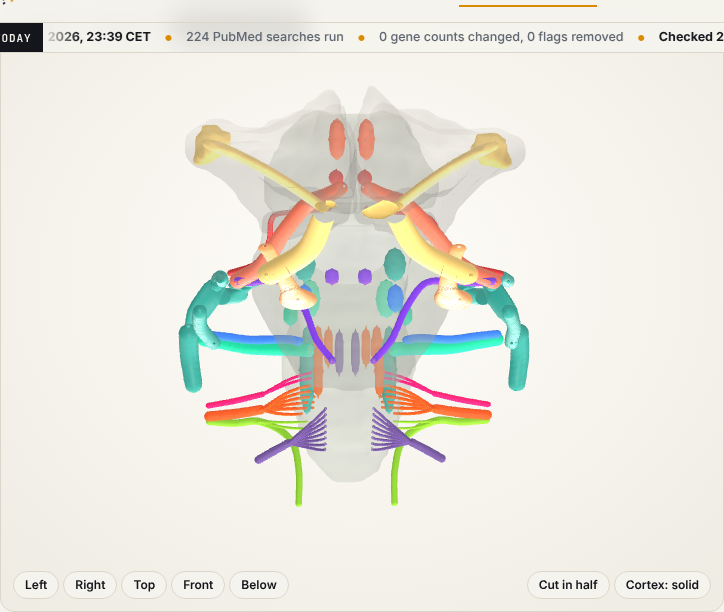 ODAY 2026, 23:39 CET • 224 PubMed searches run • 0 gene counts changed, 0 flags removed • Checked 2
Left Right Top Front Below Cut in half Cortex: solid